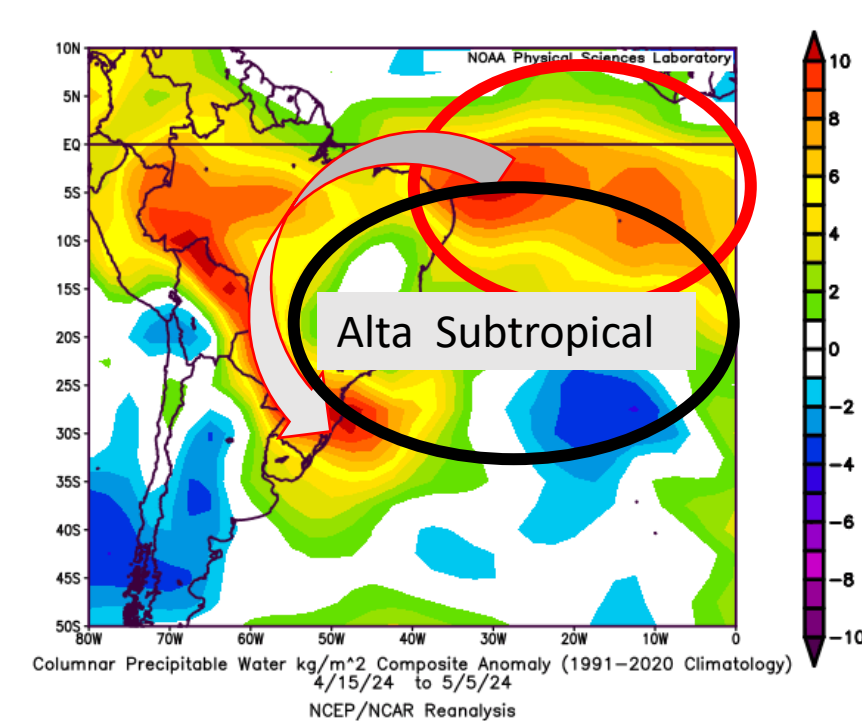 NOAA Physical Sciences Laboratory
10N
5N
EQ
5S
10S
15S
20S
25S
30S
35S
40S
45S
50S
80W 70W 60W 50W 40W 30W 20W 10W 0
10
8
6
4
2
0
-2
-4
-6
-8
-10
Alta Subtropical
Columnar Precipitable Water kg/m^2 Composite Anomaly (1991-2020 Climatology)
4/15/24 to 5/5/24
NCEP/NCAR Reanalysis